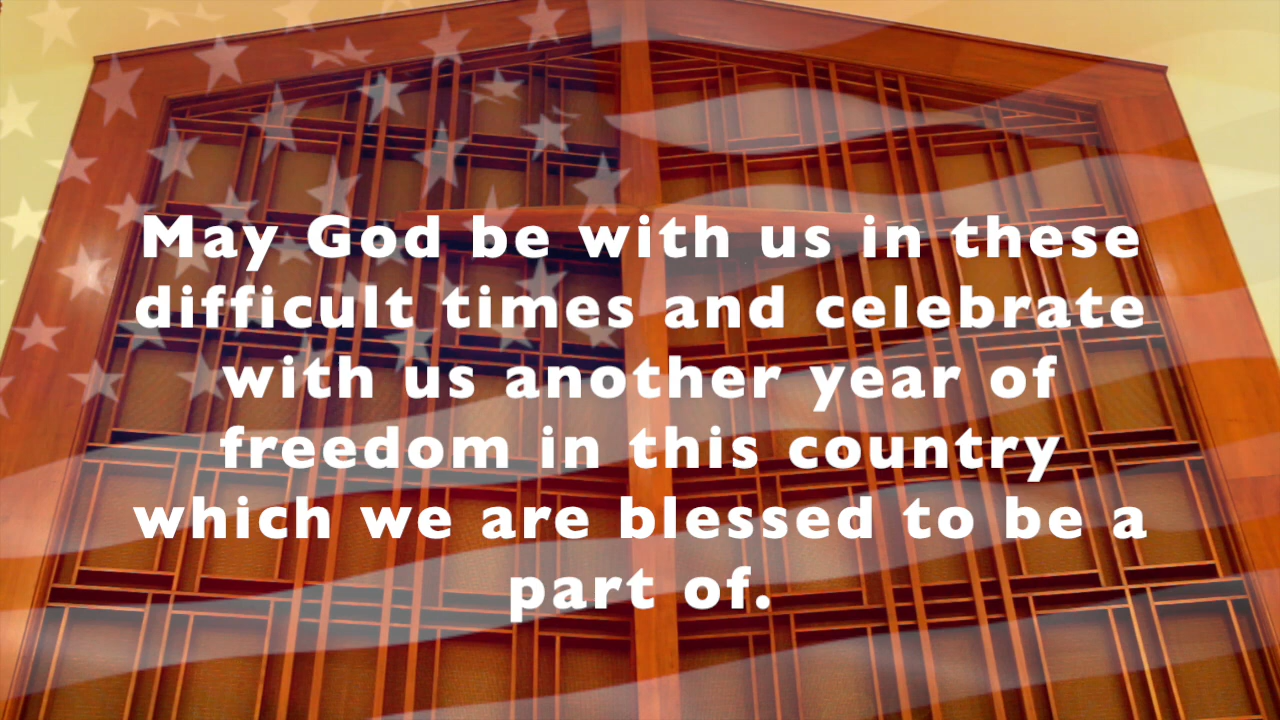 May God be with us in these
difficult times and celebrate
with us another year of
freedom in this country
which we are blessed to be a
part of.